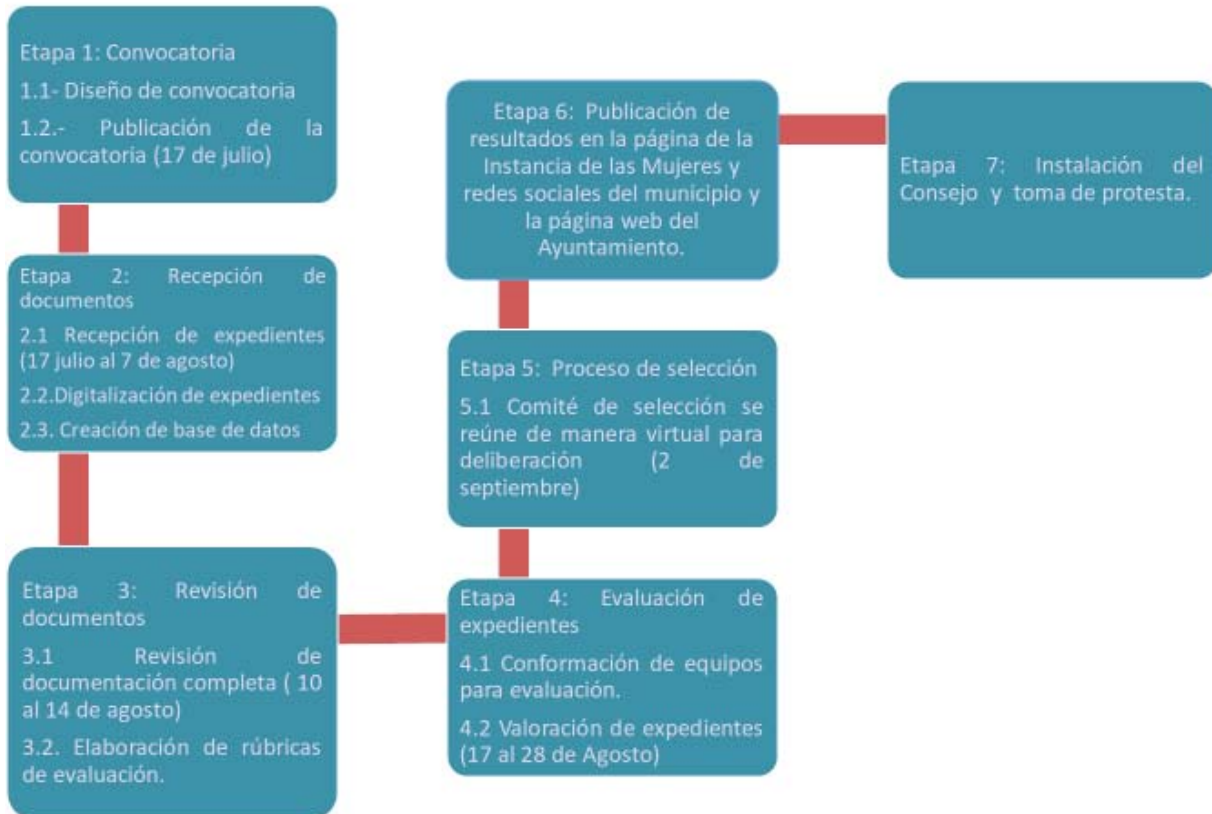 Etapa 1: Convocatoria
1.1- Diseño de convocatoria
1.2.- Publicación de la
convocatoria (17 de julio)
Etapa 2: Recepción de
documentos
2.1 Recepción de expedientes
(17 julio al 7 de agosto)
2.2.Digitalización de expedientes
2.3. Creación de base de datos
Etapa 3: Revisión de
documentos
3.1 Revisión de
documentación completa ( 10
al 14 de agosto)
3.2. Elaboración de rúbricas
de evaluación.
Etapa 4: Evaluación de
expedientes
4.1 Conformación de equipos
para evaluación.
4.2 Valoración de expedientes
(17 al 28 de Agosto)
Etapa 5: Proceso de selección
5.1 Comité de selección se
reúne de manera virtual para
deliberación (2 de
septiembre)
Etapa 6: Publicación de
resultados en la página de la
Instancia de las Mujeres y
redes sociales del municipio y
la página web del
Ayuntamiento.
Etapa 7: Instalación del
Consejo y toma de protesta.